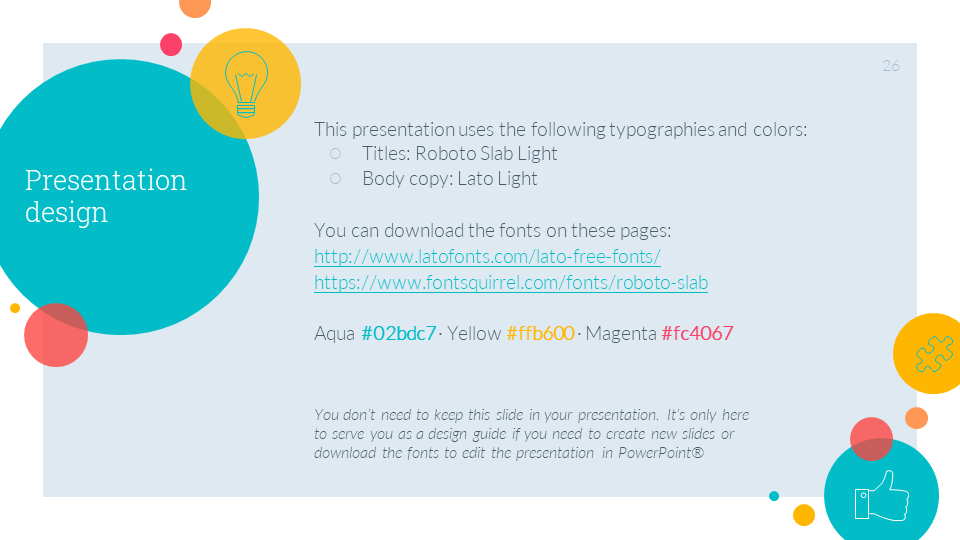 26
Presentation
design
This presentation uses the following typographies and colors:
○ Titles: Roboto Slab Light
○ Body copy: Lato Light
You can download the fonts on these pages:
http://www.latofonts.com/lato-free-fonts/
https://www.fontsquirrel.com/fonts/roboto-slab
Aqua #02bdc7 · Yellow #ffb600 · Magenta #fc4067
You don't need to keep this slide in your presentation. It's only here
to serve you as a design guide if you need to create new slides or
download the fonts to edit the presentation in PowerPoint®